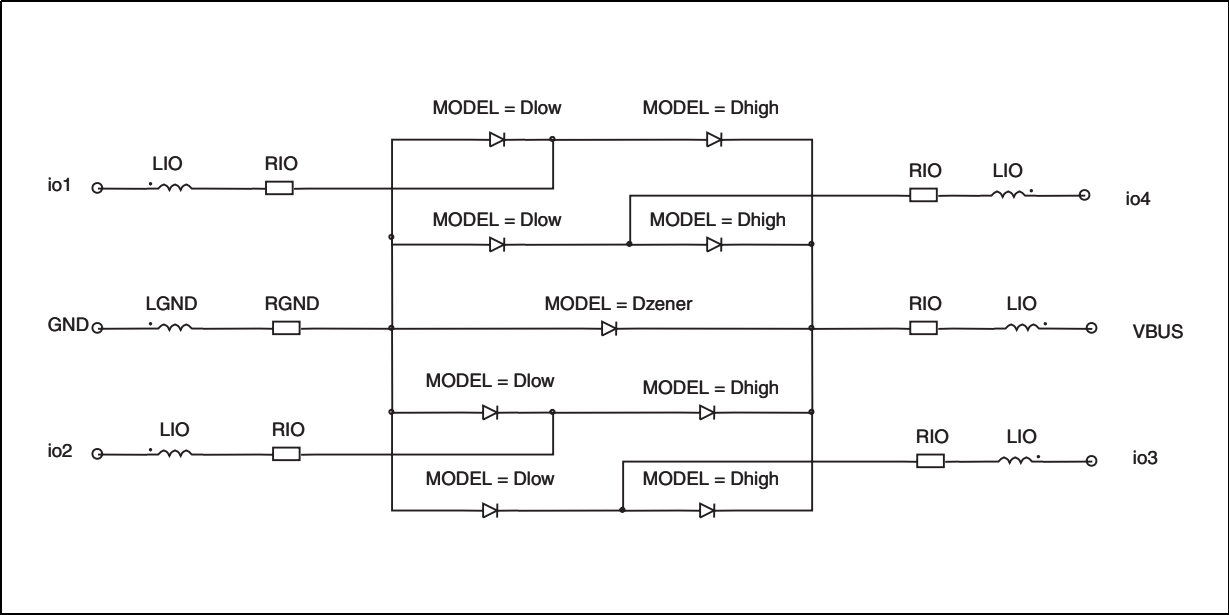 MODEL = Dlow MODEL = Dhigh
LIO RIO
RIO LIO
io1
io4
MODEL = Dlow MODEL = Dhigh
LGND RGND MODEL = Dzener RIO LIO
GND VBUS
MODEL = Dlow MODEL = Dhigh
LIO RIO
RIO LIO
io2
io3
MODEL = Dlow MODEL = Dhigh